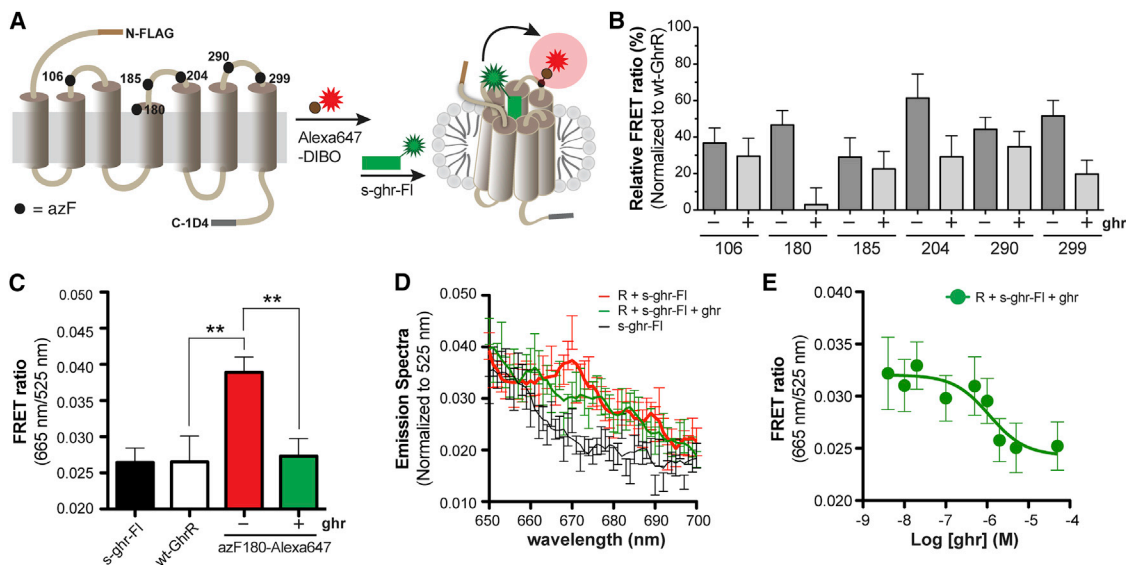 A
N-FLAG
106
185
180
204
290
299
= azF
C-1D4
Alexa647
-DIBO
s-ghr-Fl
B
Relative FRET ratio (%)
(Normalized to wt-GhrR)
100
80
60
40
20
0
− + − + − + − + − + − + ghr
106 180 185 204 290 299
C
FRET ratio
(665 nm/525 nm)
0.050
0.045
0.040
0.035
0.030
0.025
0.020
**
**
s-ghr-Fl
wt-GhrR
− + ghr
azF180-Alexa647
D
R + s-ghr-Fl
R + s-ghr-Fl + ghr
s-ghr-Fl
Emission Spectra
(Normalized to 525 nm)
0.050
0.040
0.030
0.020
0.010
650 660 670 680 690 700
wavelength (nm)
E
R + s-ghr-Fl + ghr
FRET ratio
(665 nm/525 nm)
0.040
0.035
0.030
0.025
0.020
-9 -8 -7 -6 -5 -4
Log [ghr] (M)